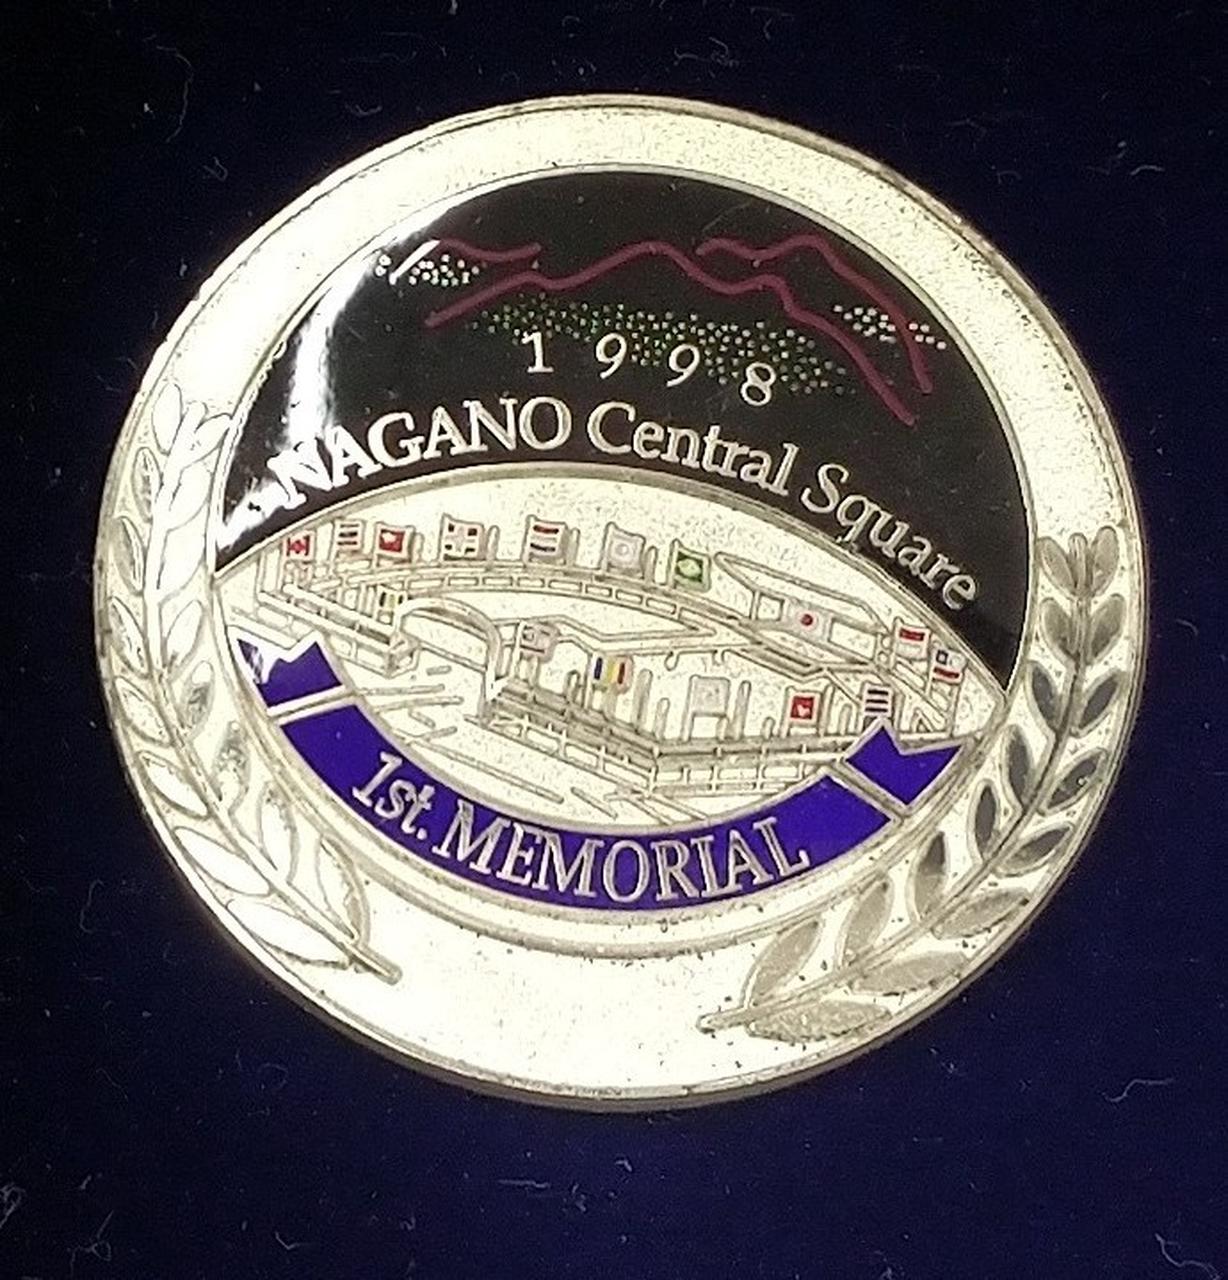 1998
NAGANO Central Square
1st. MEMORIAL